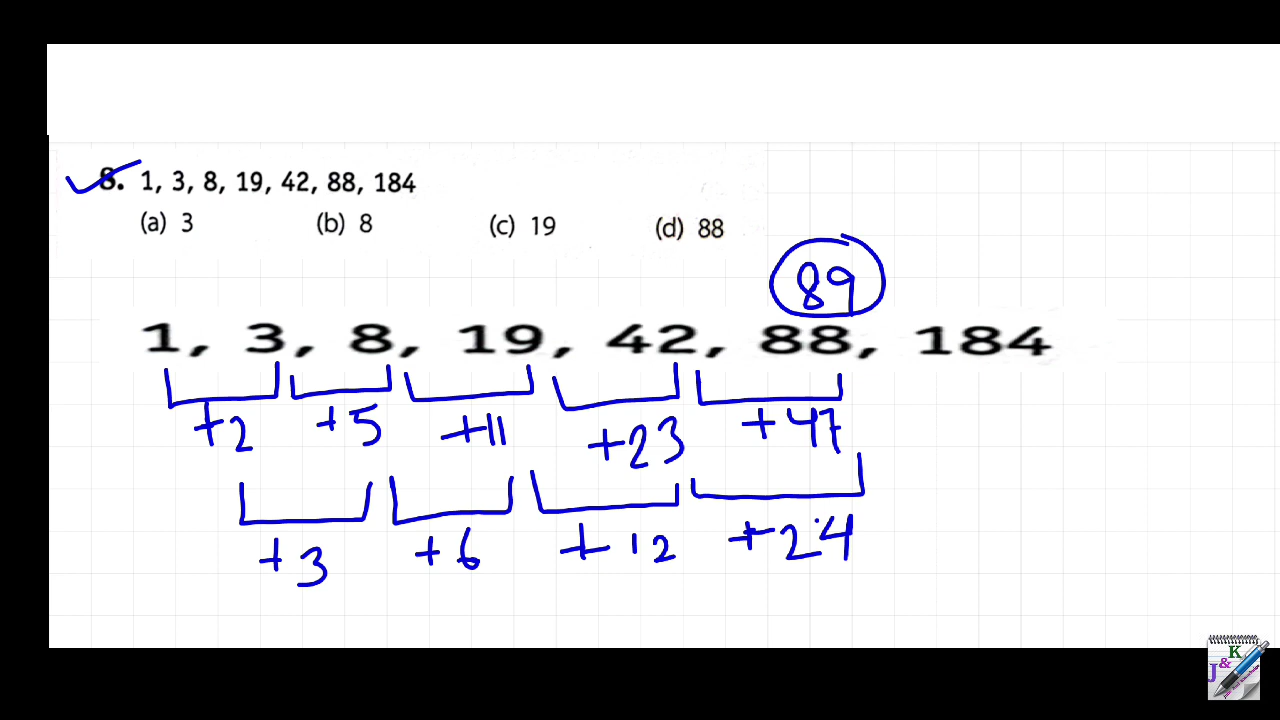 8. 1, 3, 8, 19, 42, 88, 184
(a) 3 (b) 8 (c) 19 (d) 88
89
1, 3, 8, 19, 42, 88, 184
+2 +5 +11 +23 +47
+3 +6 +12 +24
J&K